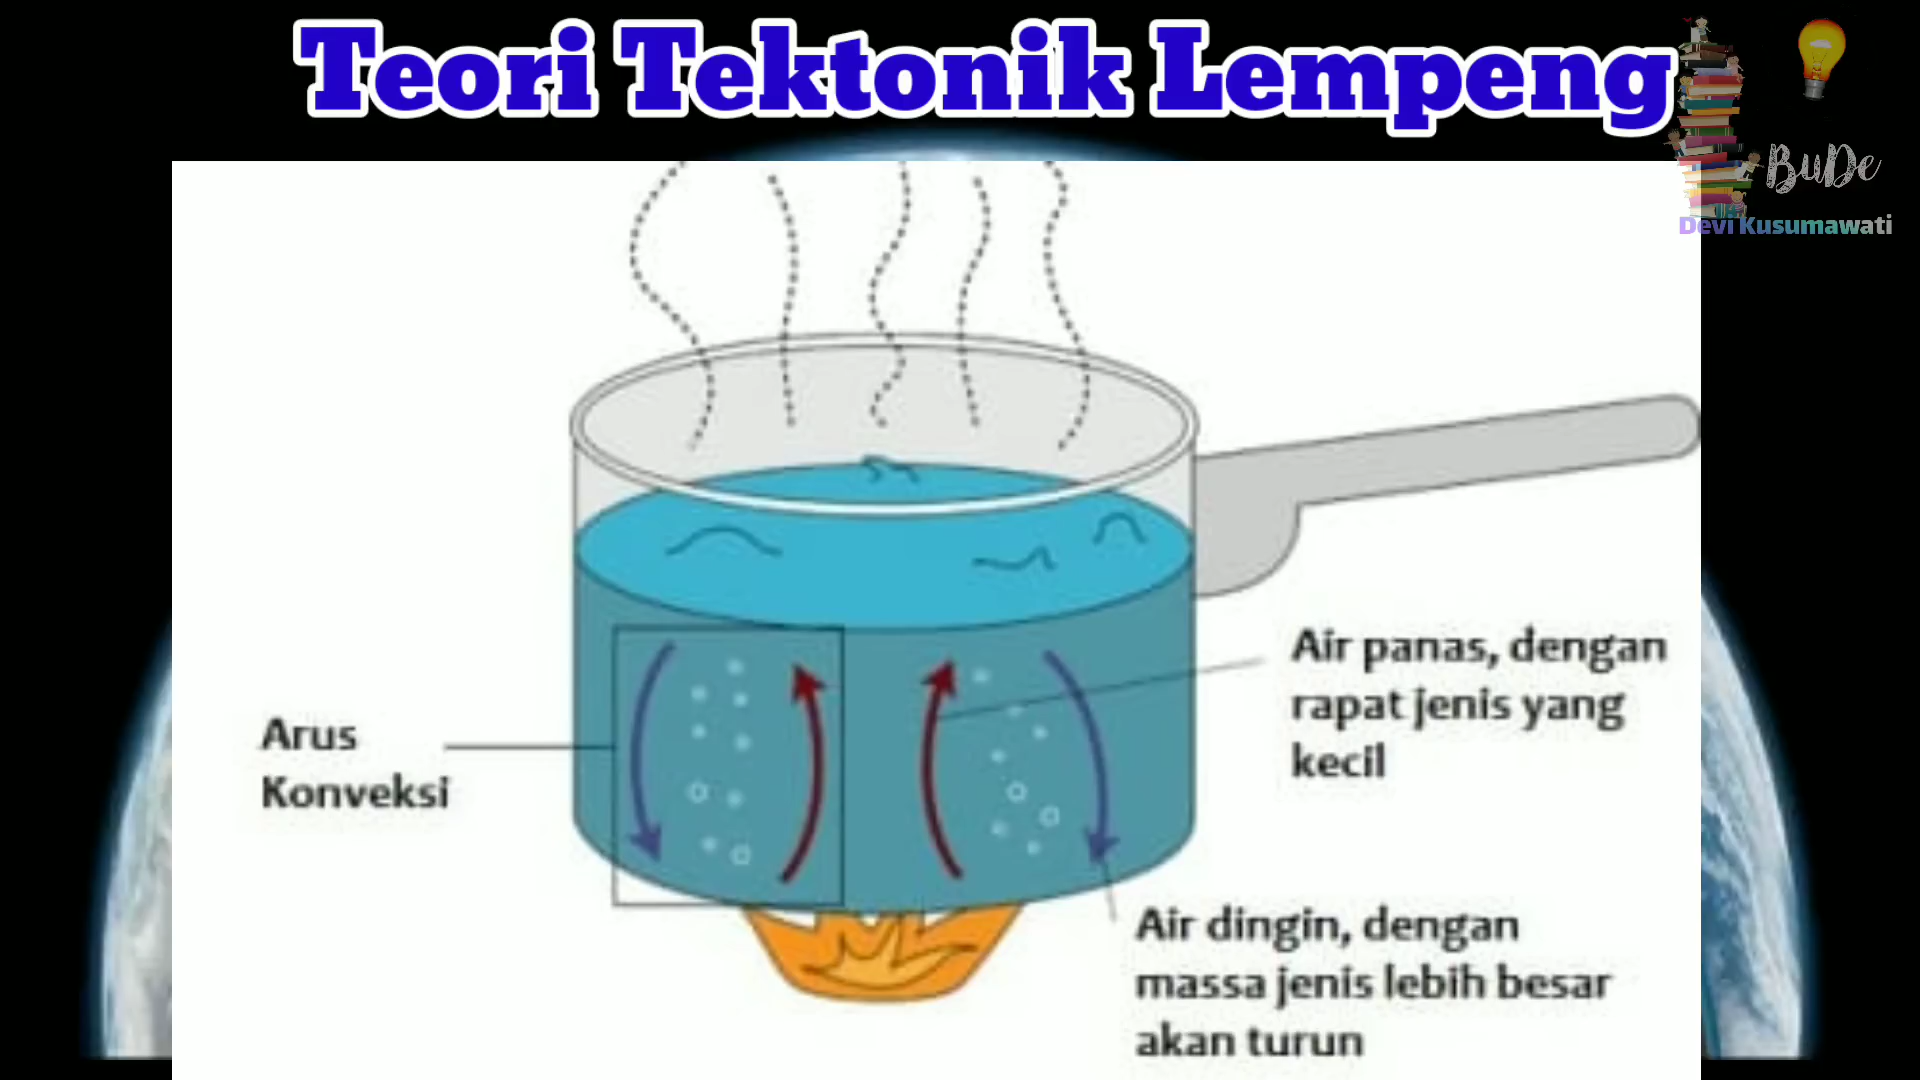 Teori Tektonik Lempeng
BuDe
Devi Kusumawati
Air panas, dengan
rapat jenis yang
kecil
Arus
Konveksi
Air dingin, dengan
massa jenis lebih besar
akan turun